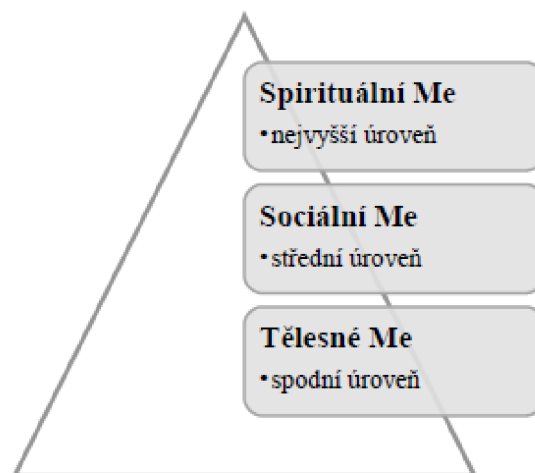 Spirituální Me
•nejvyšší úroveň
Sociální Me
•střední úroveň
Tělesné Me
•spodní úroveň